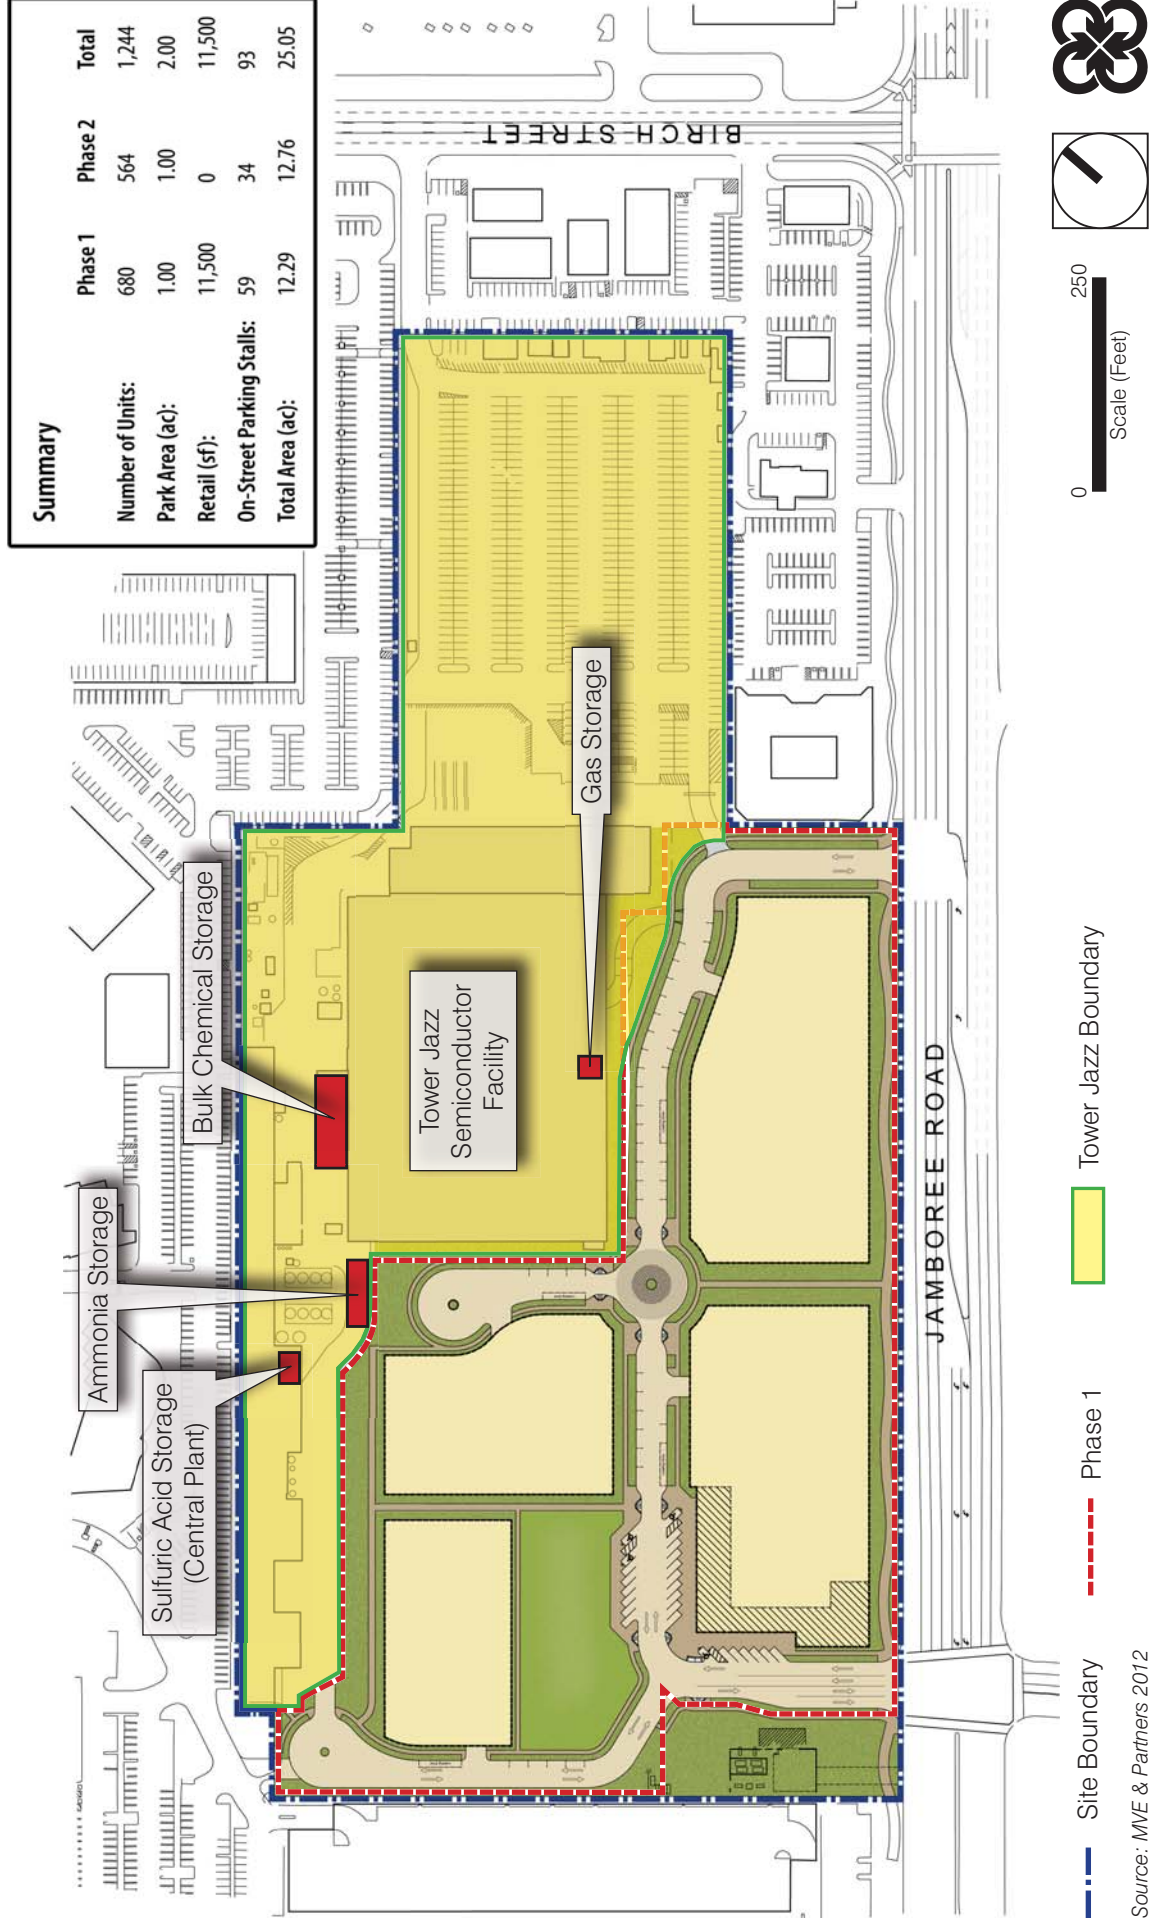 Summary
Phase 1 Phase 2 Total
Number of Units: 680 564 1,244
Park Area (ac): 1.00 1.00 2.00
Retail (sf): 11,500 0 11,500
On-Street Parking Stalls: 59 34 93
Total Area (ac): 12.29 12.76 25.05
BIRCH STREET
Sulfuric Acid Storage
(Central Plant)
Ammonia Storage
Bulk Chemical Storage
Tower Jazz
Semiconductor
Facility
Gas Storage
JAMBOREE ROAD
Site Boundary
Phase 1
Tower Jazz Boundary
0 250
Scale (Feet)
Source: MVE & Partners 2012